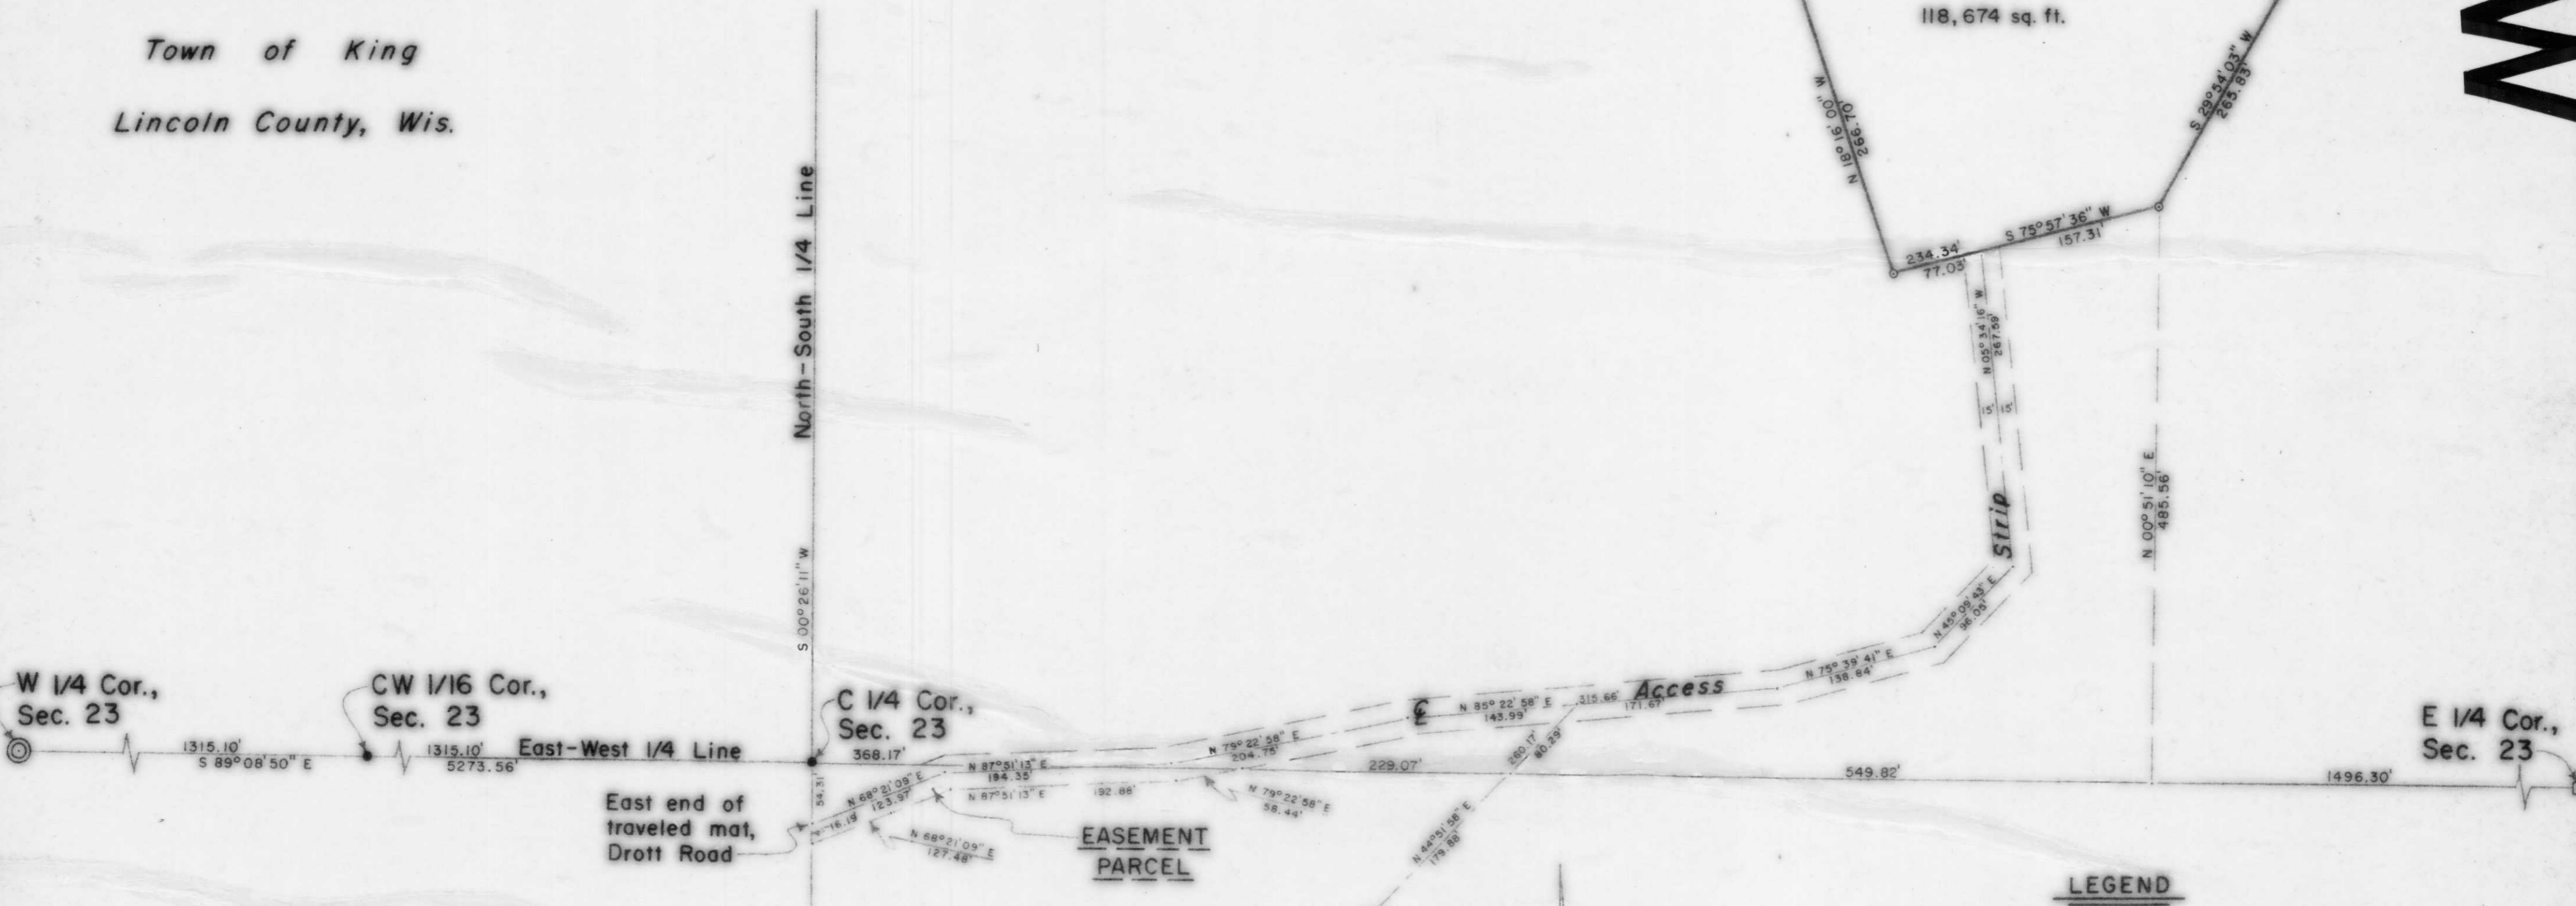 Town of King
Lincoln County, Wis.
118,674 sq. ft.
N 18° 16' 00" W
266.70'
S 29° 54' 03" W
265.83'
S 75° 57' 36" W
157.31'
234.34'
77.03'
North-South 1/4 Line
S 00° 26' 11" W
N 05° 34' 16" W
267.59'
15' 15'
Strip
N 00° 51' 10" E
485.56'
N 45° 09' 43" E
96.05'
N 75° 39' 41" E
138.84'
Access
315.66'
171.67'
N 85° 22' 58" E
143.99'
N 79° 22' 58" E
204.75'
W 1/4 Cor.,
Sec. 23
CW 1/16 Cor.,
Sec. 23
C 1/4 Cor.,
Sec. 23
E 1/4 Cor.,
Sec. 23
1315.10'
S 89° 08' 50" E
1315.10'
5273.56'
East-West 1/4 Line
368.17'
229.07'
549.82'
1496.30'
N 87° 51' 13" E
194.35'
N 87° 51' 13" E
192.88'
54.31'
N 68° 21' 09" E
123.97'
16.19'
260.17'
80.29'
N 79° 22' 58" E
58.44'
N 68° 21' 09" E
127.48'
N 44° 51' 58" E
179.88'
East end of
traveled mat,
Drott Road
EASEMENT
PARCEL
LEGEND